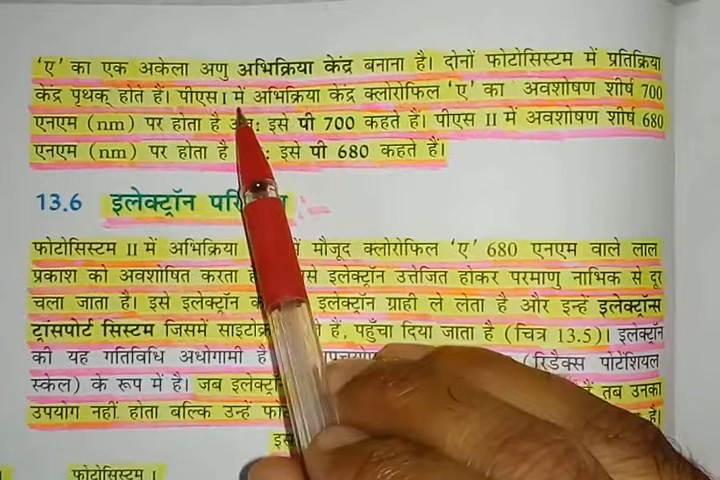 ‘ए’ का एक अकेला अणु अभिक्रिया केंद्र बनाना है। दोनों फोटोसिस्टम में प्रतिक्रिया
केंद्र पृथक् होते हैं। पीएस I में अभिक्रिया केंद्र क्लोरोफिल ‘ए’ का अवशोषण शीर्ष 700
एनएम (nm) पर होता है : इसे पी 700 कहते हैं। पीएस II में अवशोषण शीर्ष 680
एनएम (nm) पर होता है : इसे पी 680 कहते हैं।
13.6 इलेक्ट्रॉन
फोटोसिस्टम II में अभिक्रिया में मौजूद क्लोरोफिल ‘ए’ 680 एनएम वाले लाल
प्रकाश को अवशोषित करता इलेक्ट्रॉन उत्तेजित होकर परमाणु नाभिक से दूर
चला जाता है। इसे इलेक्ट्रॉन इलेक्ट्रॉन ग्राही ले लेता है और इन्हें इलेक्ट्रॉन्स
ट्रांसपोर्ट सिस्टम जिसमें है, पहुँचा दिया जाता है (चित्र 13.5)। इलेक्ट्रॉन
की यह गतिविधि अधोगामी है (रिडैक्स पोटेंशियल
स्केल) के रूप में है। जब तब उनका
उपयोग नहीं होता बल्कि उन्हें है।
फोटोसिस्टम I